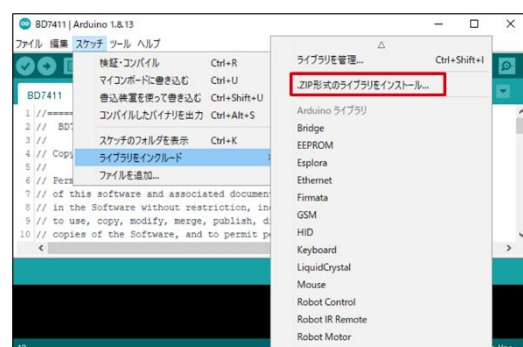 BD7411 | Arduino 1.8.13
ファイル 編集 スケッチ ツール ヘルプ
検証・コンパイル Ctrl+R
マイコンボードに書き込む Ctrl+U
書込装置を使って書き込む Ctrl+Shift+U
コンパイルしたバイナリを出力 Ctrl+Alt+S
スケッチのフォルダを表示 Ctrl+K
ライブラリをインクルード
ファイルを追加...
ライブラリを管理... Ctrl+Shift+I
.ZIP形式のライブラリをインストール...
Arduino ライブラリ
Bridge
EEPROM
Esplora
Ethernet
Firmata
GSM
HID
Keyboard
LiquidCrystal
Mouse
Robot Control
Robot IR Remote
Robot Motor
BD7411
1 //=====
2 // BD7
3 //
4 // Copy
5 //
6 // Perm
7 // of this software and associated documen
8 // in the Software without restriction, in
9 // to use, copy, modify, merge, publish, d
10 // copies of the Software, and to permit p